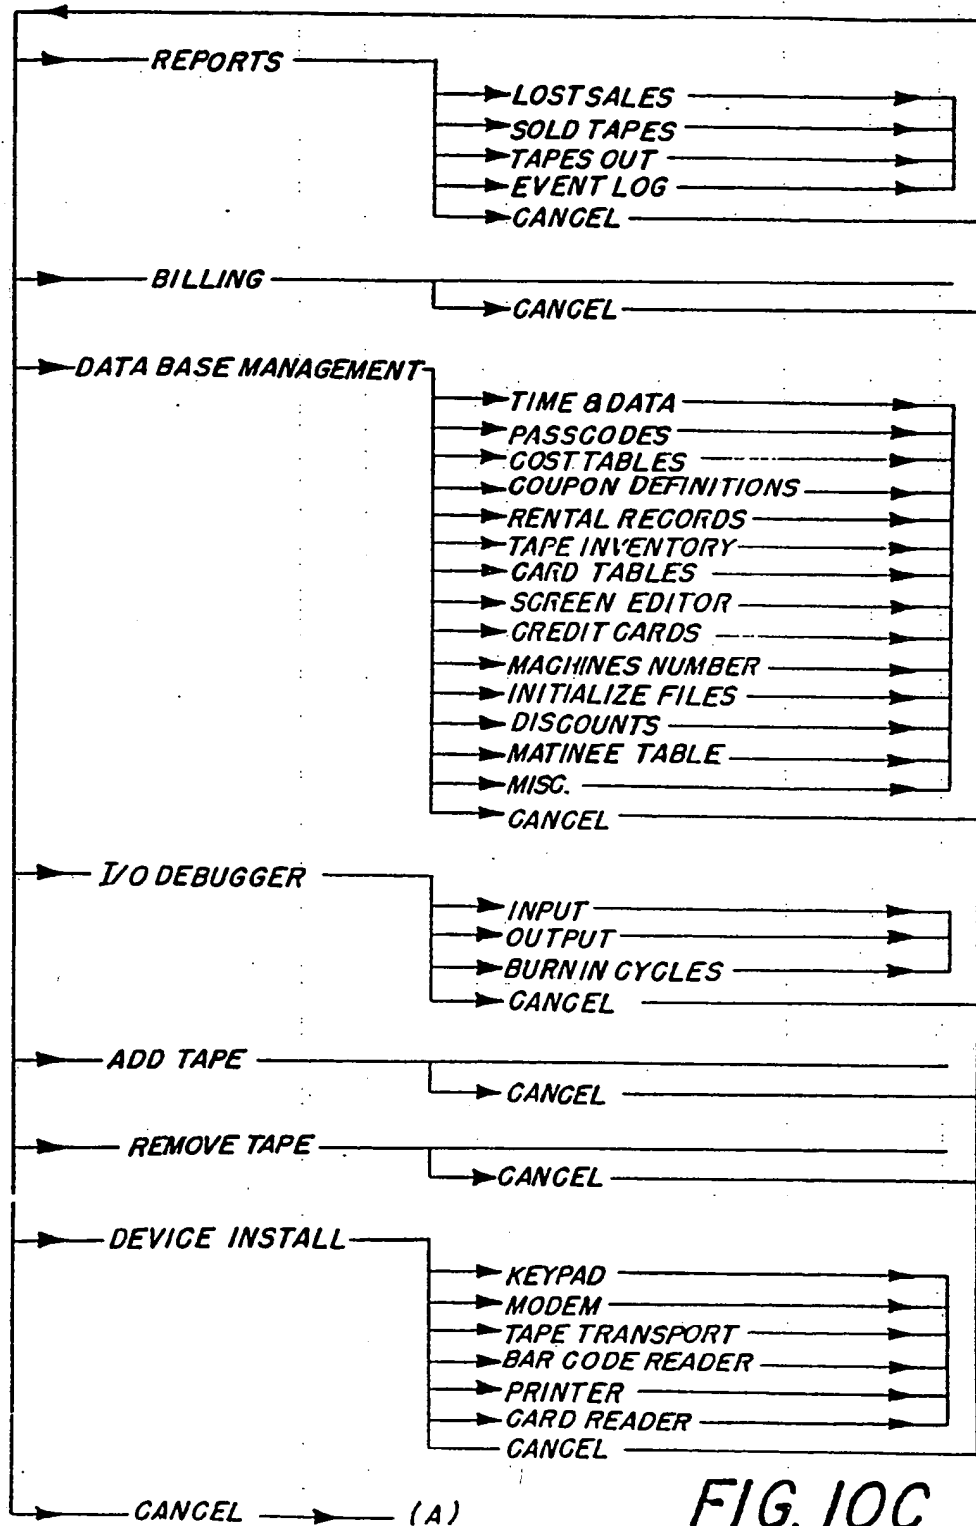 REPORTS
LOST SALES
SOLD TAPES
TAPES OUT
EVENT LOG
CANCEL
BILLING
CANCEL
DATA BASE MANAGEMENT
TIME & DATA
PASSCODES
COST TABLES
COUPON DEFINITIONS
RENTAL RECORDS
TAPE INVENTORY
CARD TABLES
SCREEN EDITOR
CREDIT CARDS
MACHINES NUMBER
INITIALIZE FILES
DISCOUNTS
MATINEE TABLE
MISC.
CANCEL
I/O DEBUGGER
INPUT
OUTPUT
BURNIN CYCLES
CANCEL
ADD TAPE
CANCEL
REMOVE TAPE
CANCEL
DEVICE INSTALL
KEYPAD
MODEM
TAPE TRANSPORT
BAR CODE READER
PRINTER
CARD READER
CANCEL
CANCEL (A)
FIG. 10C